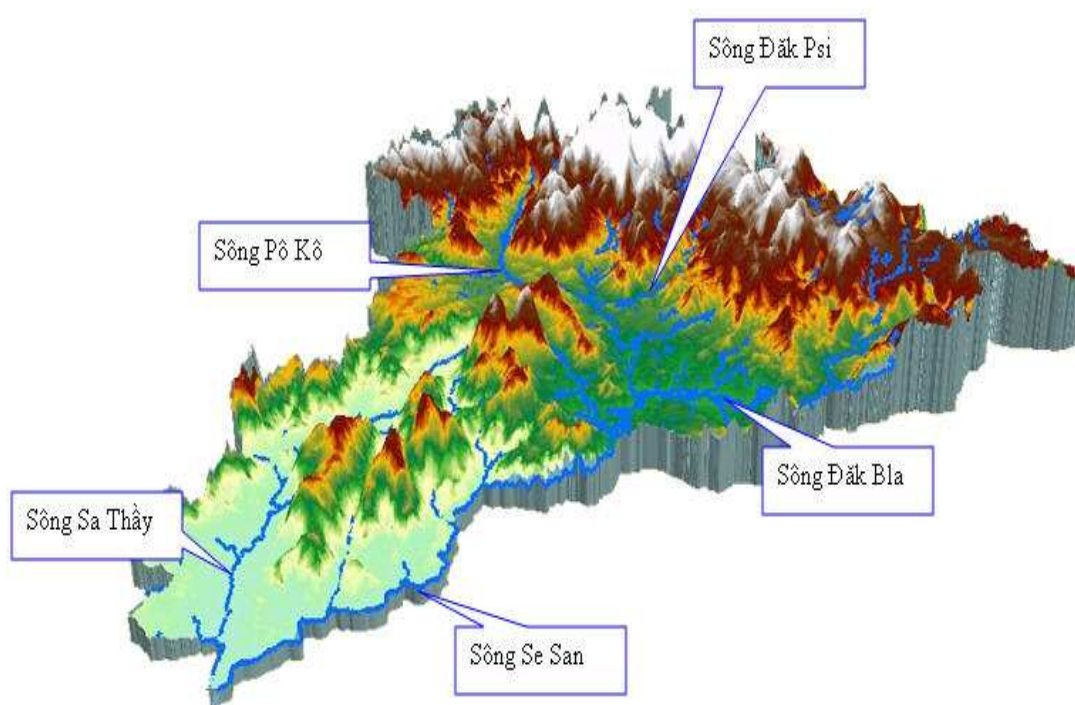 Sông Đăk Psi
Sông Pô Kô
Sông Đăk Bla
Sông Sa Thầy
Sông Se San